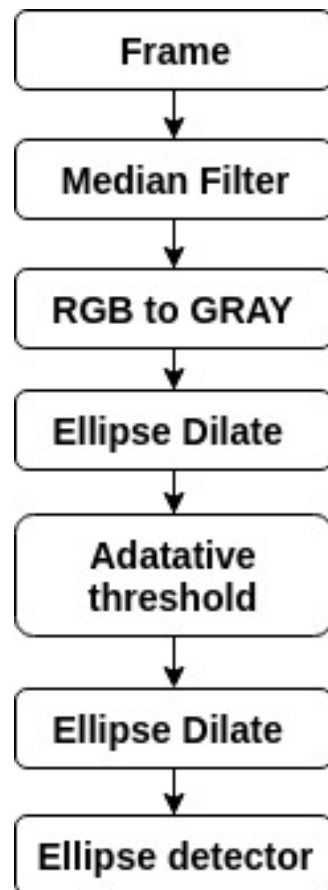 Frame
Median Filter
RGB to GRAY
Ellipse Dilate
Adatative
threshold
Ellipse Dilate
Ellipse detector